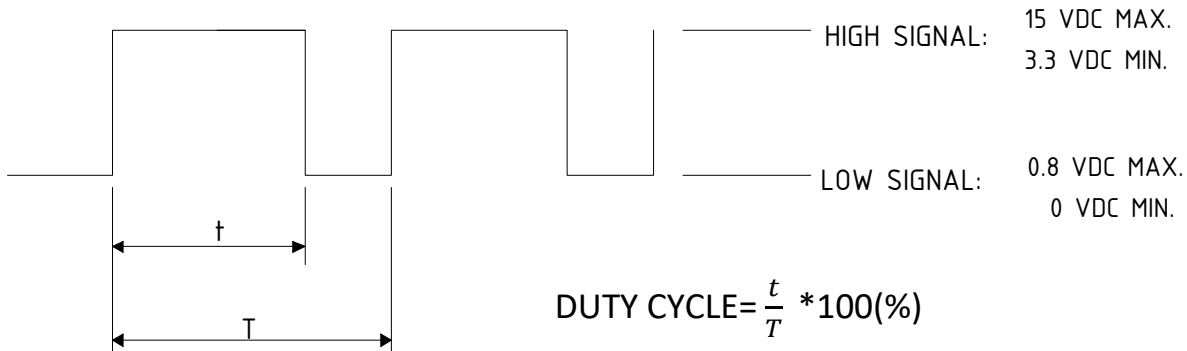 HIGH SIGNAL: 15 VDC MAX.
3.3 VDC MIN.
LOW SIGNAL: 0.8 VDC MAX.
0 VDC MIN.
t
T
DUTY CYCLE= t/T *100(%)